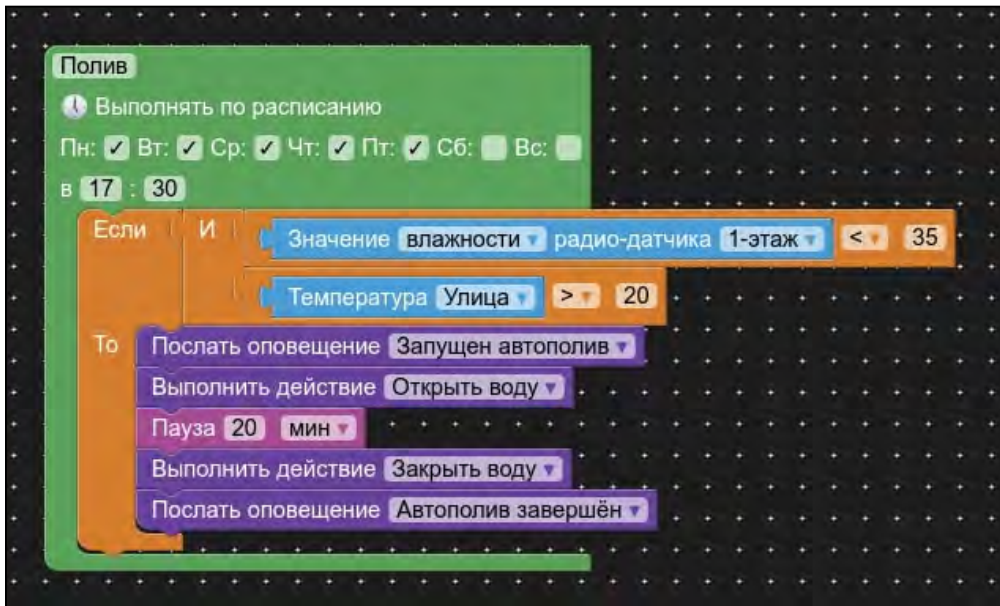 Полив
Выполнять по расписанию
Пн: ✓ Вт: ✓ Ср: ✓ Чт: ✓ Пт: ✓ Сб: Вс:
в 17 : 30
Если И Значение влажности радио-датчика 1-этаж < 35
Температура Улица > 20
То Послать оповещение Запущен автополив
Выполнить действие Открыть воду
Пауза 20 мин
Выполнить действие Закрыть воду
Послать оповещение Автополив завершён